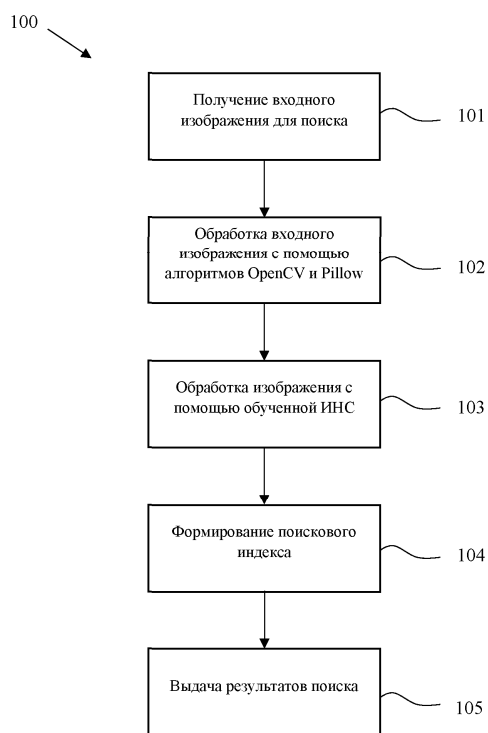 100
Получение входного
изображения для поиска
101
Обработка входного
изображения с помощью
алгоритмов OpenCV и Pillow
102
Обработка изображения с
помощью обученной ИНС
103
Формирование поискового
индекса
104
Выдача результатов поиска
105